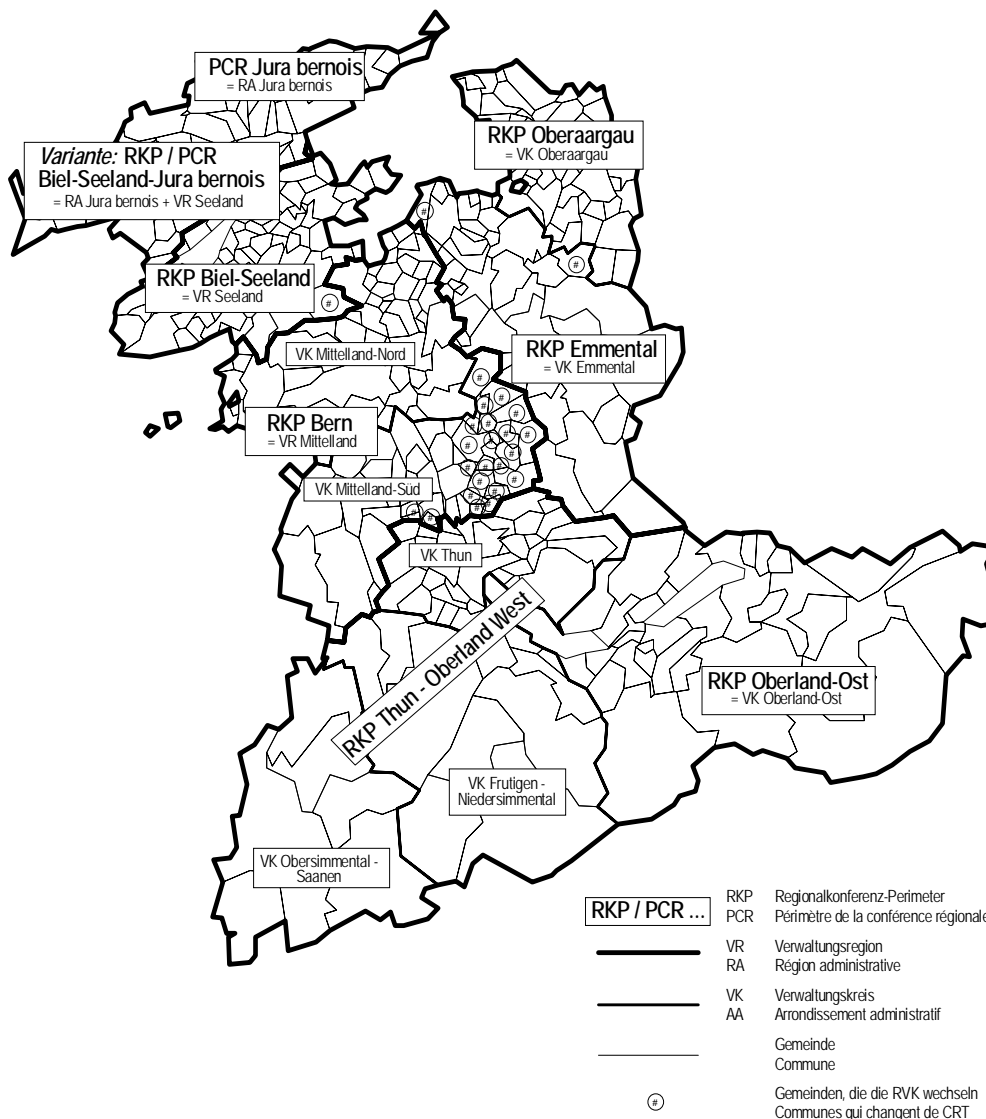 PCR Jura bernois
= RA Jura bernois
RKP Oberaargau
= VK Oberaargau
Variante: RKP / PCR
Biel-Seeland-Jura bernois
= RA Jura bernois + VR Seeland
RKP Biel-Seeland
= VR Seeland
VK Mittelland-Nord
RKP Emmental
= VK Emmental
RKP Bern
= VR Mittelland
VK Mittelland-Süd
VK Thun
RKP Thun - Oberland West
RKP Oberland-Ost
= VK Oberland-Ost
VK Frutigen -
Niedersimmental
VK Obersimmental -
Saanen
RKP / PCR ...
RKP Regionalkonferenz-Perimeter
PCR Périmètre de la conférence régionale
VR Verwaltungsregion
RA Région administrative
VK Verwaltungskreis
AA Arrondissement administratif
Gemeinde
Commune
# Gemeinden, die die RVK wechseln
Communes qui changent de CRT